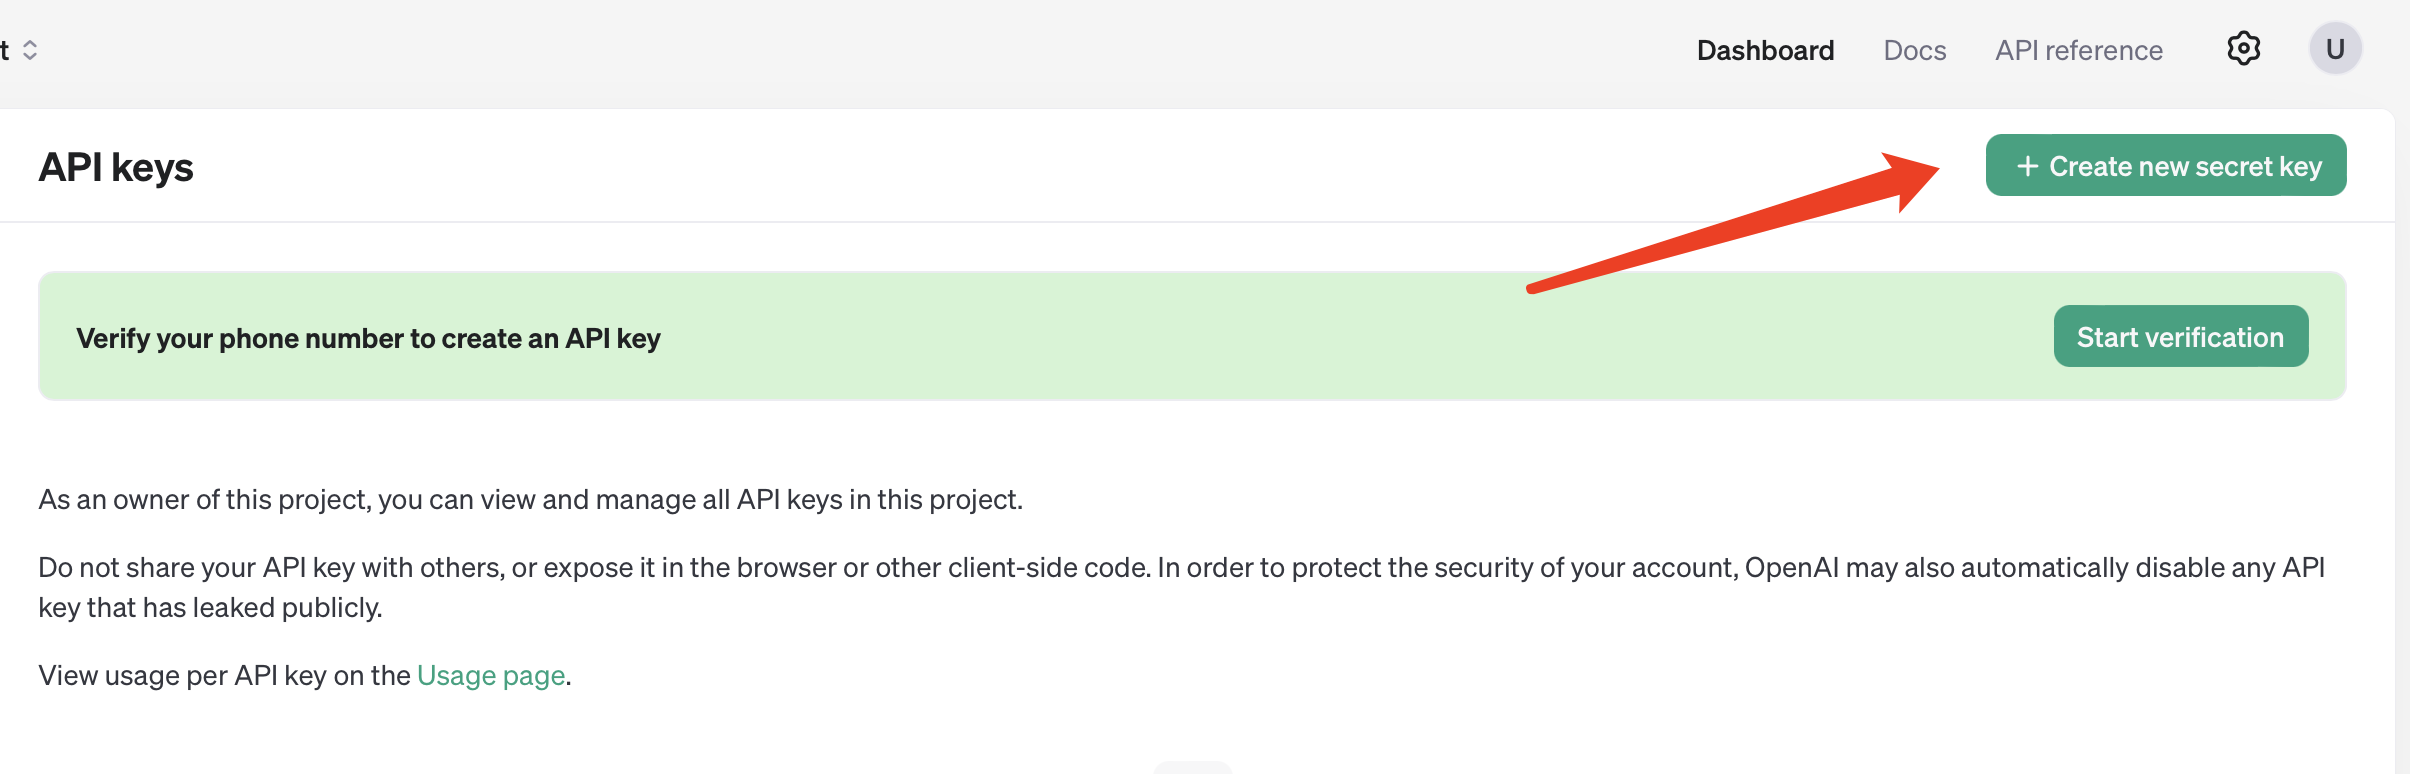 t
Dashboard Docs API reference U
API keys
+ Create new secret key
Verify your phone number to create an API key
Start verification
As an owner of this project, you can view and manage all API keys in this project.
Do not share your API key with others, or expose it in the browser or other client-side code. In order to protect the security of your account, OpenAI may also automatically disable any API
key that has leaked publicly.
View usage per API key on the Usage page.